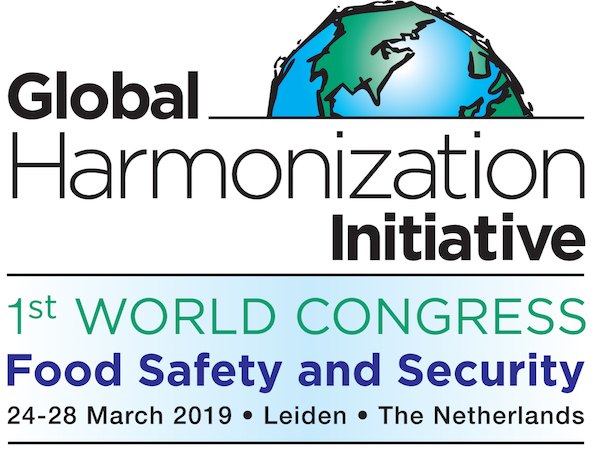 Global
Harmonization
Initiative
1st WORLD CONGRESS
Food Safety and Security
24-28 March 2019 • Leiden • The Netherlands